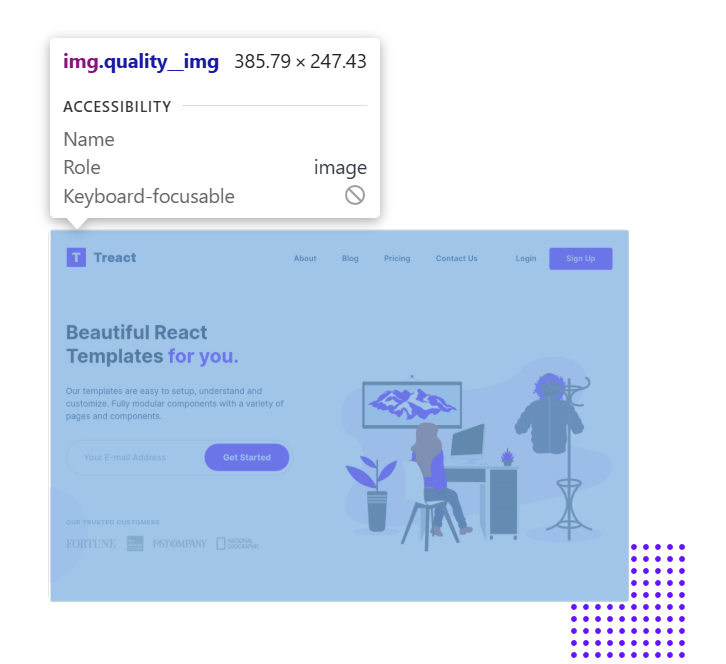 img.quality__img 385.79 × 247.43
ACCESSIBILITY
Name
Role image
Keyboard-focusable
T Treact About Blog Pricing Contact Us Login Sign Up
Beautiful React
Templates for you.
Our templates are easy to setup, understand and
customize. Fully modular components with a variety of
pages and components.
Your E-mail Address Get Started
OUR TRUSTED CUSTOMERS
FORTUNE FAST COMPANY NATIONAL
GEOGRAPHIC